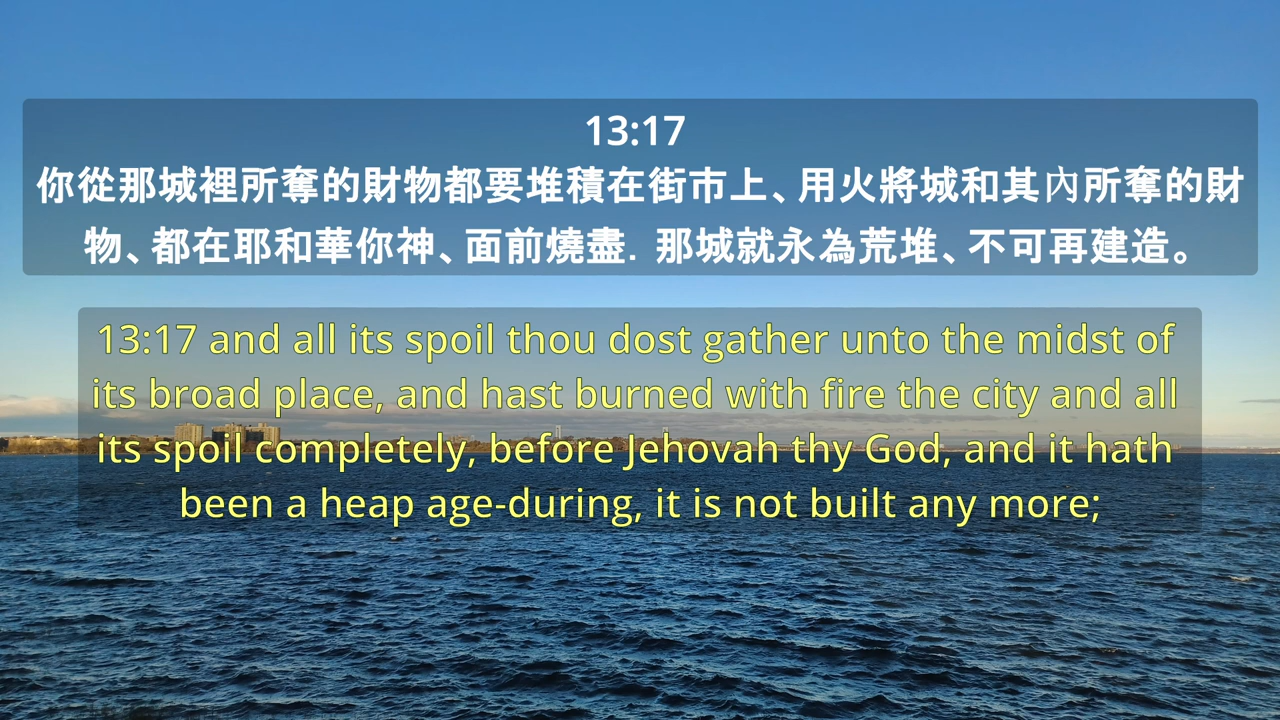 13:17
你從那城裡所奪的財物都要堆積在街市上、用火將城和其內所奪的財
物、都在耶和華你神、面前燒盡．那城就永為荒堆、不可再建造。
13:17 and all its spoil thou dost gather unto the midst of
its broad place, and hast burned with fire the city and all
its spoil completely, before Jehovah thy God, and it hath
been a heap age-during, it is not built any more;